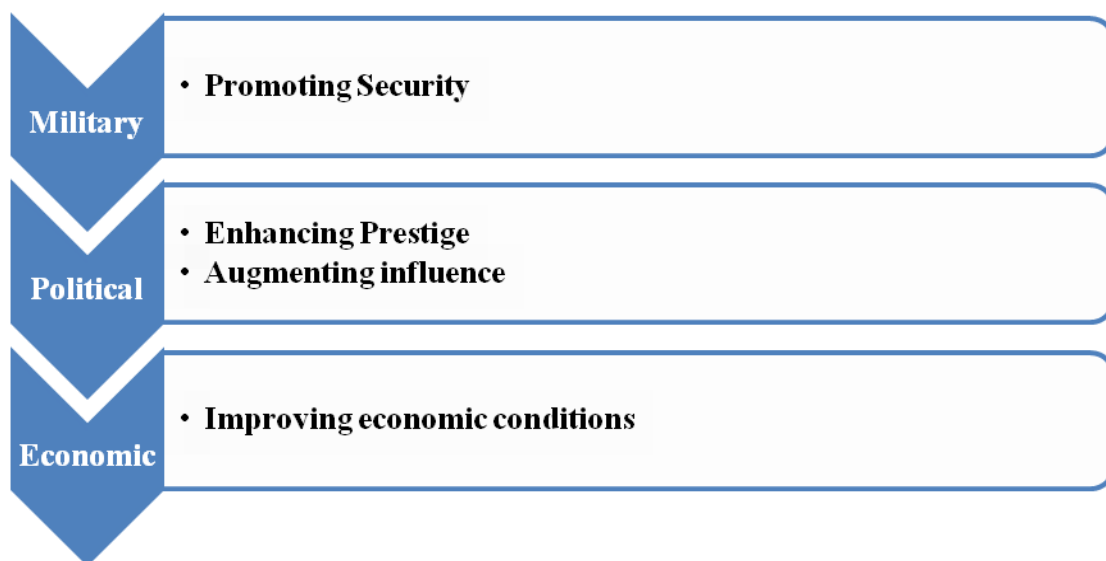 Military
• Promoting Security
Political
• Enhancing Prestige
• Augmenting influence
Economic
• Improving economic conditions